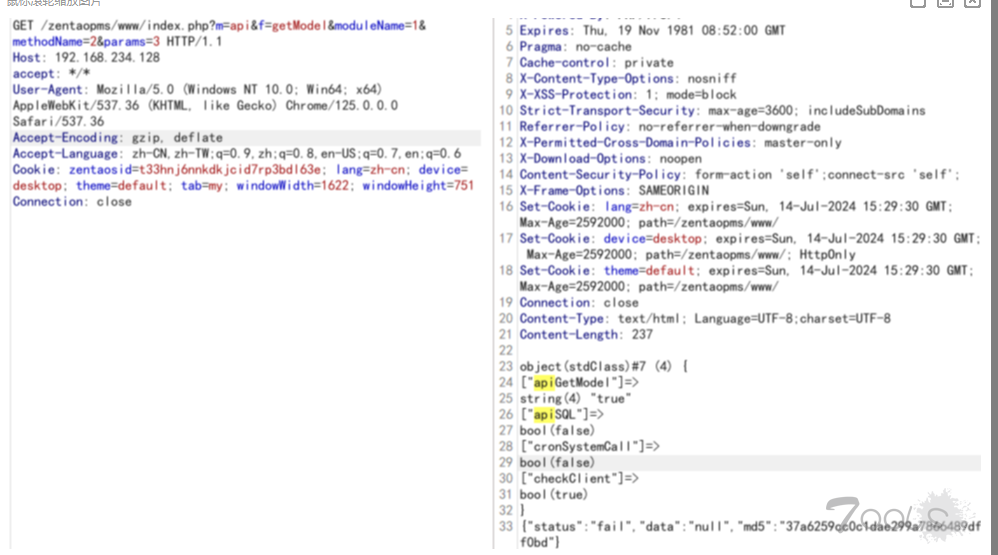 鼠标滚轮缩放图片
GET /zentaopms/www/index.php?m=api&f=getModel&moduleName=1&
methodName=2&params=3 HTTP/1.1
Host: 192.168.234.128
accept: */*
User-Agent: Mozilla/5.0 (Windows NT 10.0; Win64; x64)
AppleWebKit/537.36 (KHTML, like Gecko) Chrome/125.0.0.0
Safari/537.36
Accept-Encoding: gzip, deflate
Accept-Language: zh-CN,zh-TW;q=0.9,zh;q=0.8,en-US;q=0.7,en;q=0.6
Cookie: zentaosid=t33hnj6nnkdkjcid7rp3bdl63e; lang=zh-cn; device=
desktop; theme=default; tab=my; windowWidth=1622; windowHeight=751
Connection: close
5 Expires: Thu, 19 Nov 1981 08:52:00 GMT
6 Pragma: no-cache
7 Cache-control: private
8 X-Content-Type-Options: nosniff
9 X-XSS-Protection: 1; mode=block
10 Strict-Transport-Security: max-age=3600; includeSubDomains
11 Referrer-Policy: no-referrer-when-downgrade
12 X-Permitted-Cross-Domain-Policies: master-only
13 X-Download-Options: noopen
14 Content-Security-Policy: form-action 'self';connect-src 'self';
15 X-Frame-Options: SAMEORIGIN
16 Set-Cookie: lang=zh-cn; expires=Sun, 14-Jul-2024 15:29:30 GMT;
Max-Age=2592000; path=/zentaopms/www/
17 Set-Cookie: device=desktop; expires=Sun, 14-Jul-2024 15:29:30 GMT;
Max-Age=2592000; path=/zentaopms/www/; HttpOnly
18 Set-Cookie: theme=default; expires=Sun, 14-Jul-2024 15:29:30 GMT;
Max-Age=2592000; path=/zentaopms/www/
19 Connection: close
20 Content-Type: text/html; Language=UTF-8;charset=UTF-8
21 Content-Length: 237
22
23 object(stdClass)#7 (4) {
24 ["apiGetModel"]=>
25 string(4) "true"
26 ["apiSQL"]=>
27 bool(false)
28 ["cronSystemCall"]=>
29 bool(false)
30 ["checkClient"]=>
31 bool(true)
32 }
33 {"status":"fail","data":"null","md5":"37a6259cc0c1dae299a7866489df
f0bd"}